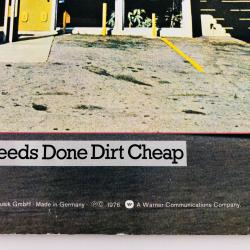 eeds Done Dirt Cheap
usik GmbH · Made in Germany · ℗© 1976 W A Warner Communications Company